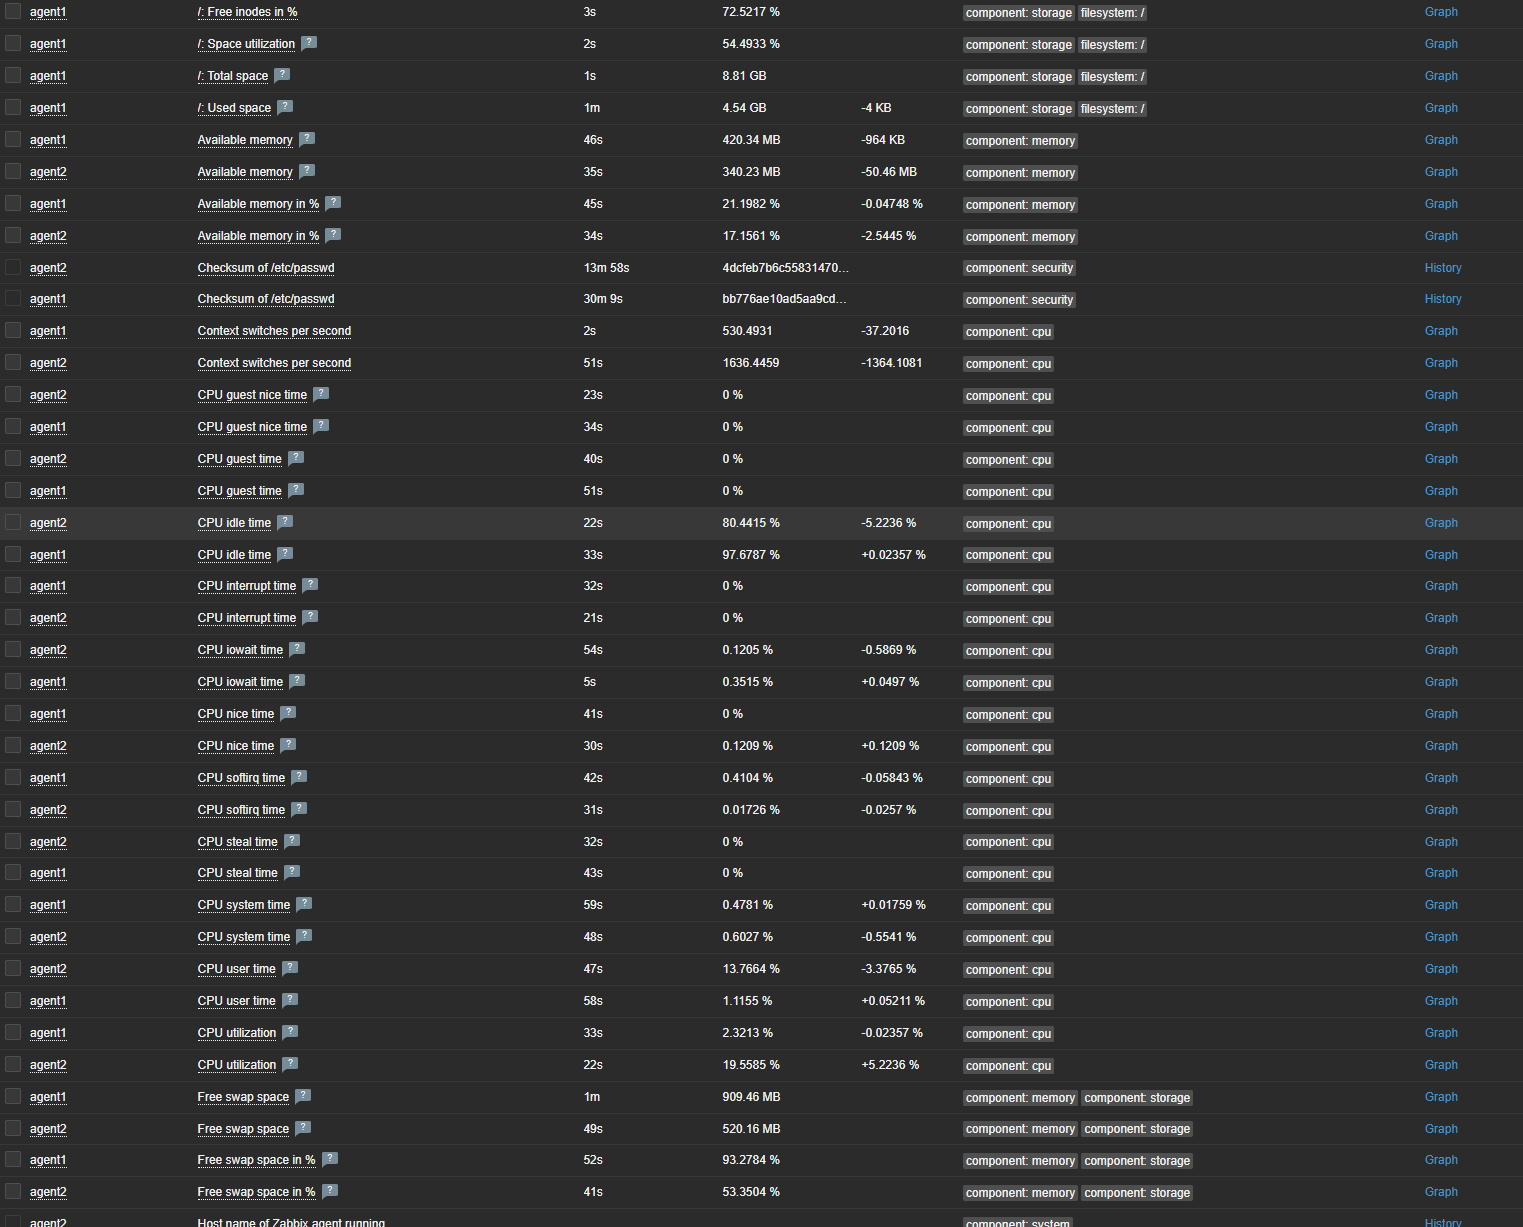 agent1 /: Free inodes in % 3s 72.5217 % component: storage filesystem: / Graph
agent1 /: Space utilization ? 2s 54.4933 % component: storage filesystem: / Graph
agent1 /: Total space ? 1s 8.81 GB component: storage filesystem: / Graph
agent1 /: Used space ? 1m 4.54 GB -4 KB component: storage filesystem: / Graph
agent1 Available memory ? 46s 420.34 MB -964 KB component: memory Graph
agent2 Available memory ? 35s 340.23 MB -50.46 MB component: memory Graph
agent1 Available memory in % ? 45s 21.1982 % -0.04748 % component: memory Graph
agent2 Available memory in % ? 34s 17.1561 % -2.5445 % component: memory Graph
agent2 Checksum of /etc/passwd 13m 58s 4dcfeb7b6c55831470... component: security History
agent1 Checksum of /etc/passwd 30m 9s bb776ae10ad5aa9cd... component: security History
agent1 Context switches per second 2s 530.4931 -37.2016 component: cpu Graph
agent2 Context switches per second 51s 1636.4459 -1364.1081 component: cpu Graph
agent2 CPU guest nice time ? 23s 0 % component: cpu Graph
agent1 CPU guest nice time ? 34s 0 % component: cpu Graph
agent2 CPU guest time ? 40s 0 % component: cpu Graph
agent1 CPU guest time ? 51s 0 % component: cpu Graph
agent2 CPU idle time ? 22s 80.4415 % -5.2236 % component: cpu Graph
agent1 CPU idle time ? 33s 97.6787 % +0.02357 % component: cpu Graph
agent1 CPU interrupt time ? 32s 0 % component: cpu Graph
agent2 CPU interrupt time ? 21s 0 % component: cpu Graph
agent2 CPU iowait time ? 54s 0.1205 % -0.5869 % component: cpu Graph
agent1 CPU iowait time ? 5s 0.3515 % +0.0497 % component: cpu Graph
agent1 CPU nice time ? 41s 0 % component: cpu Graph
agent2 CPU nice time ? 30s 0.1209 % +0.1209 % component: cpu Graph
agent1 CPU softirq time ? 42s 0.4104 % -0.05843 % component: cpu Graph
agent2 CPU softirq time ? 31s 0.01726 % -0.0257 % component: cpu Graph
agent2 CPU steal time ? 32s 0 % component: cpu Graph
agent1 CPU steal time ? 43s 0 % component: cpu Graph
agent1 CPU system time ? 59s 0.4781 % +0.01759 % component: cpu Graph
agent2 CPU system time ? 48s 0.6027 % -0.5541 % component: cpu Graph
agent2 CPU user time ? 47s 13.7664 % -3.3765 % component: cpu Graph
agent1 CPU user time ? 58s 1.1155 % +0.05211 % component: cpu Graph
agent1 CPU utilization ? 33s 2.3213 % -0.02357 % component: cpu Graph
agent2 CPU utilization ? 22s 19.5585 % +5.2236 % component: cpu Graph
agent1 Free swap space ? 1m 909.46 MB component: memory component: storage Graph
agent2 Free swap space ? 49s 520.16 MB component: memory component: storage Graph
agent1 Free swap space in % ? 52s 93.2784 % component: memory component: storage Graph
agent2 Free swap space in % ? 41s 53.3504 % component: memory component: storage Graph
agent2 Host name of Zabbix agent running component: system History